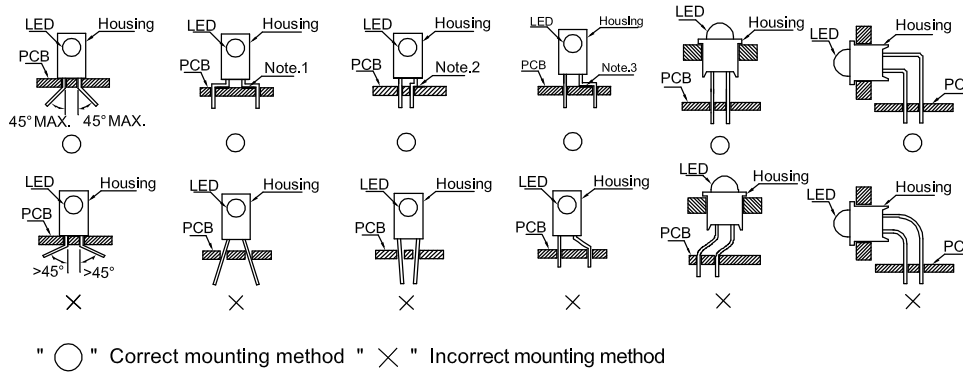 LED Housing
PCB
45° MAX. 45° MAX.
LED Housing
PCB Note.1
LED Housing
PCB Note.2
LED Housing
PCB Note.3
LED
Housing
PCB
LED Housing
PC
LED Housing
PCB
>45° >45°
LED Housing
PCB
LED Housing
PCB
LED Housing
PCB
LED
Housing
PCB
LED Housing
PC
" ◯ " Correct mounting method " ✕ " Incorrect mounting method